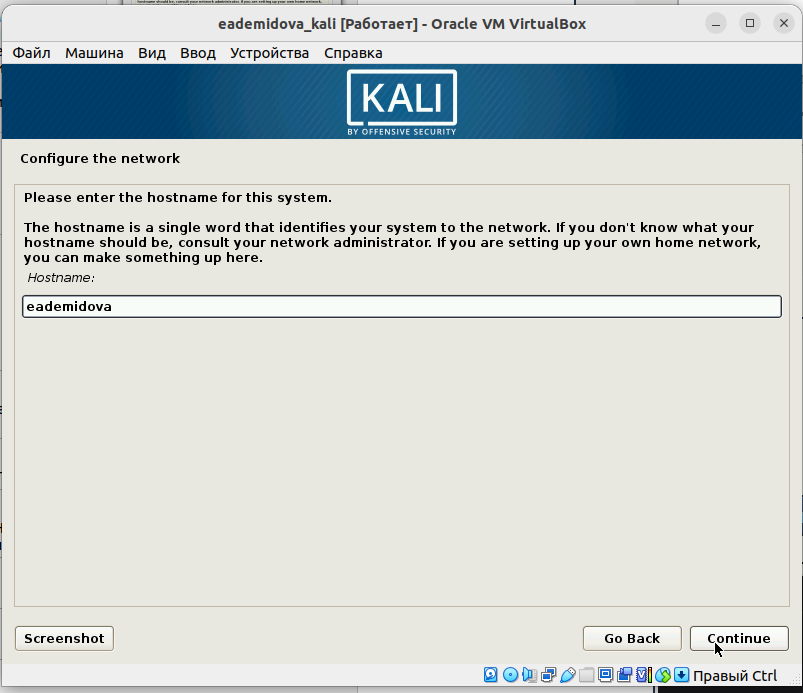 eademidova_kali [Работает] - Oracle VM VirtualBox
Файл Машина Вид Ввод Устройства Справка
KALI
BY OFFENSIVE SECURITY
Configure the network
Please enter the hostname for this system.
The hostname is a single word that identifies your system to the network. If you don't know what your
hostname should be, consult your network administrator. If you are setting up your own home network,
you can make something up here.
Hostname:
eademidova
Screenshot Go Back Continue
Правый Ctrl